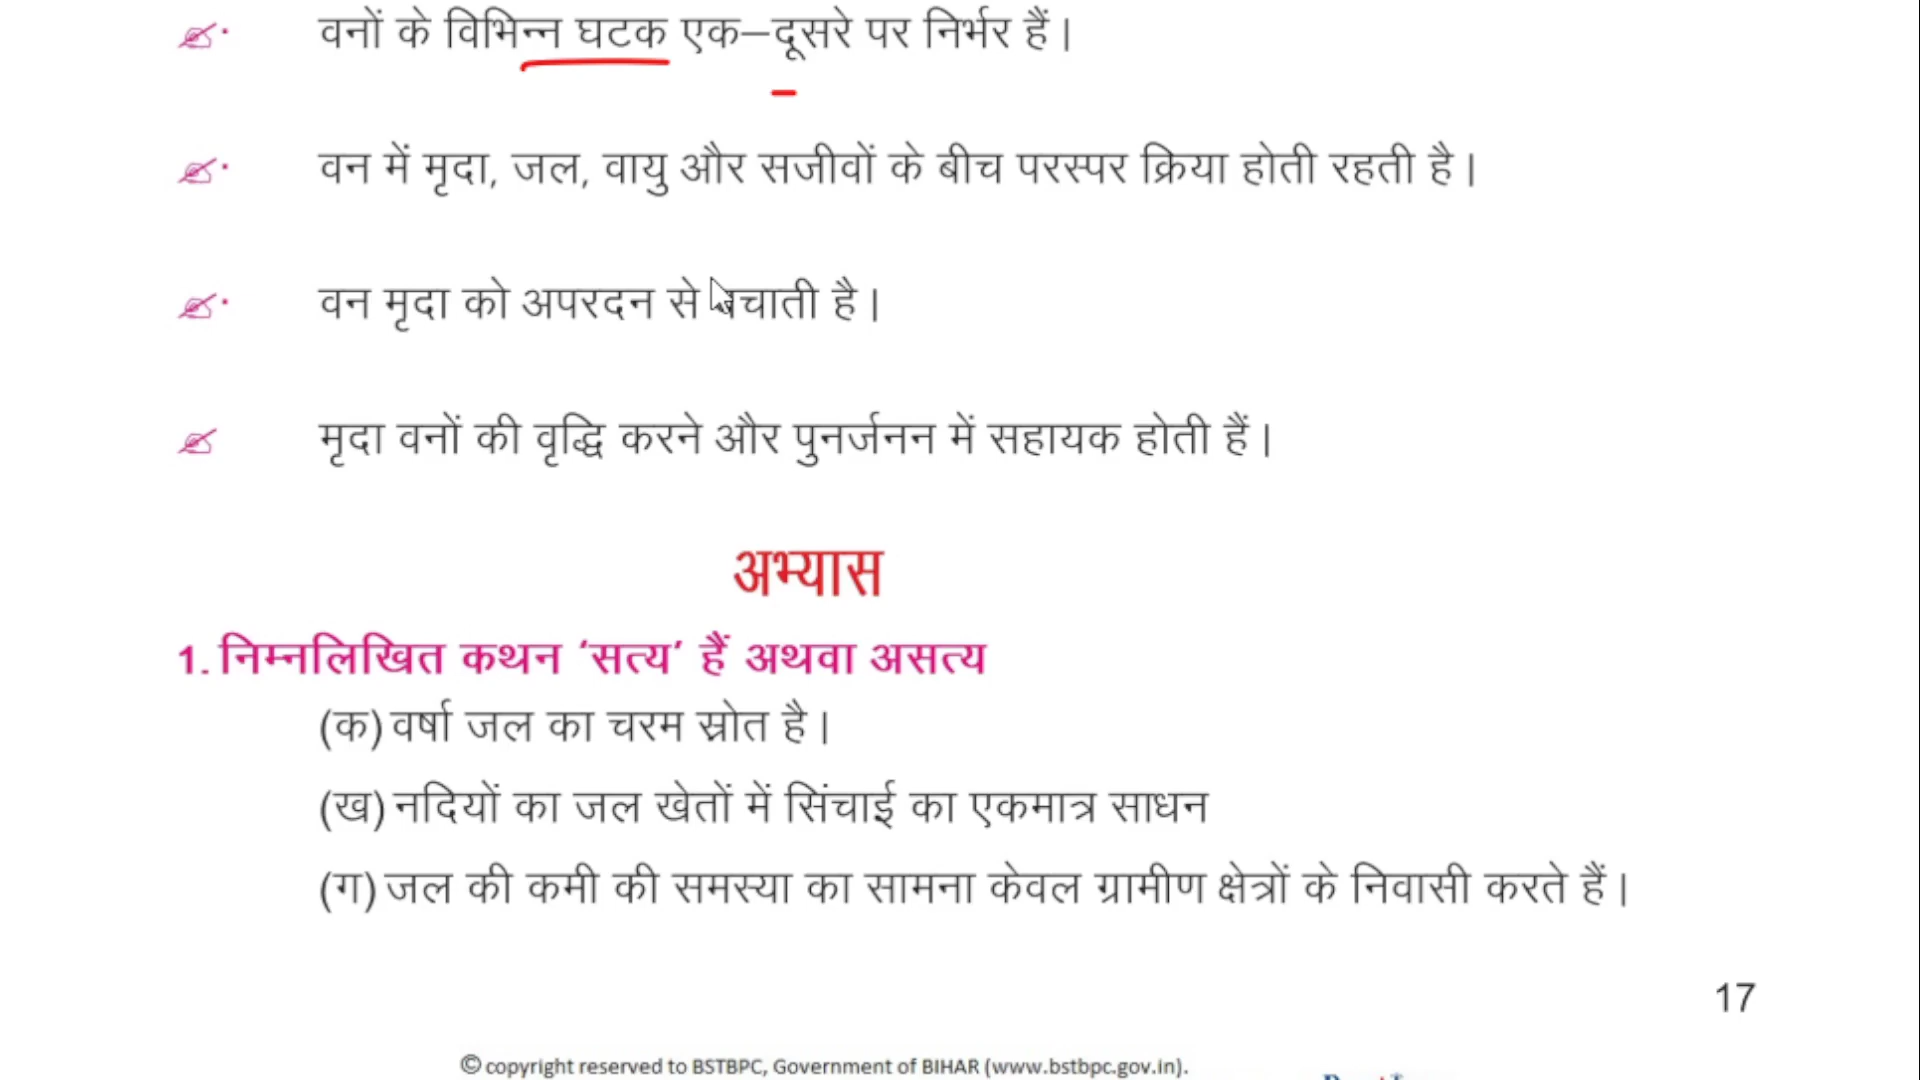 वनों के विभिन्न घटक एक–दूसरे पर निर्भर हैं।
वन में मृदा, जल, वायु और सजीवों के बीच परस्पर क्रिया होती रहती है।
वन मृदा को अपरदन से बचाती है।
मृदा वनों की वृद्धि करने और पुनर्जनन में सहायक होती हैं।
अभ्यास
1. निम्नलिखित कथन ‘सत्य’ हैं अथवा असत्य
(क) वर्षा जल का चरम स्रोत है।
(ख) नदियों का जल खेतों में सिंचाई का एकमात्र साधन
(ग) जल की कमी की समस्या का सामना केवल ग्रामीण क्षेत्रों के निवासी करते हैं।
17
© copyright reserved to BSTBPC, Government of BIHAR (www.bstbpc.gov.in).